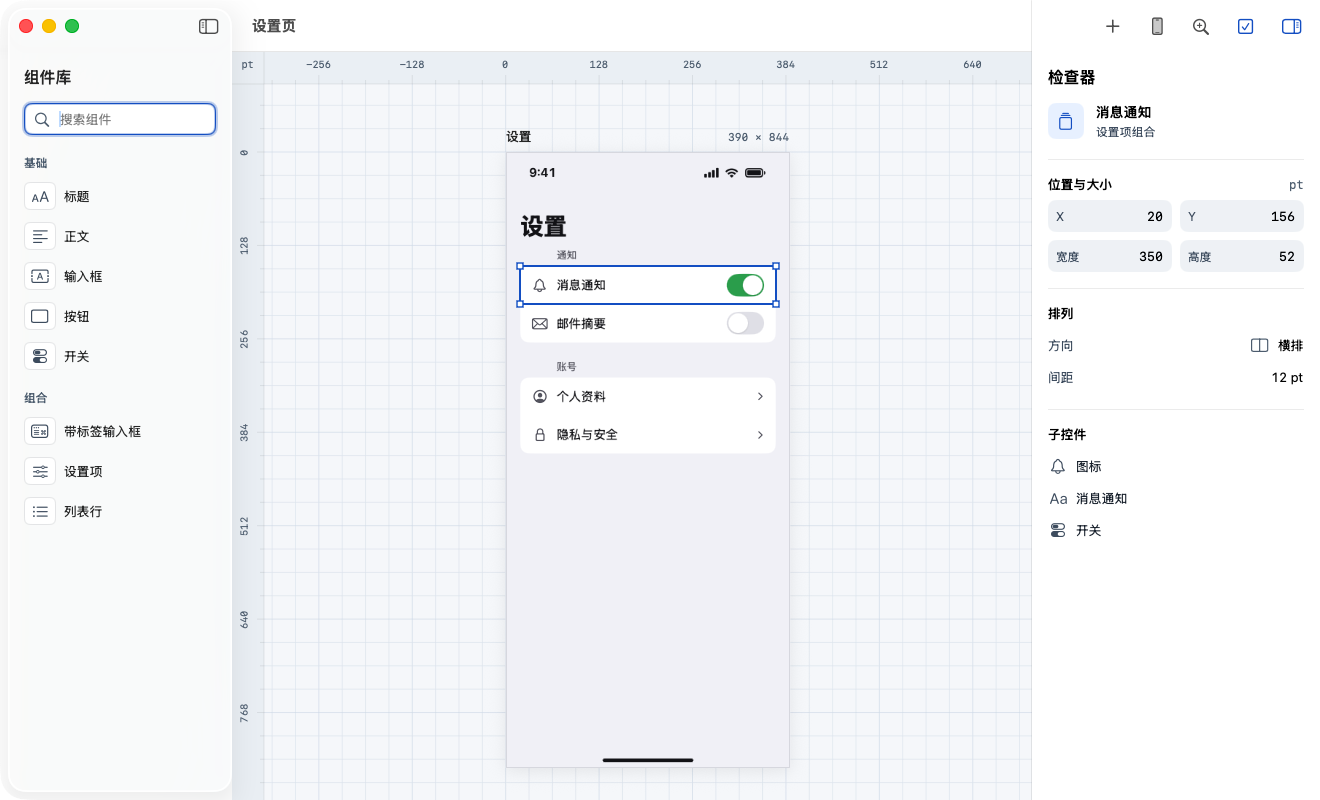 组件库
搜索组件
基础
AA 标题
正文
A 输入框
按钮
开关
组合
带标签输入框
设置项
列表行
设置页
pt -256 -128 0 128 256 384 512 640
0
128
256
384
512
640
768
设置 390 × 844
9:41
设置
通知
消息通知
邮件摘要
账号
个人资料
隐私与安全
检查器
消息通知
设置项组合
位置与大小 pt
X 20 Y 156
宽度 350 高度 52
排列
方向 横排
间距 12 pt
子控件
图标
Aa 消息通知
开关